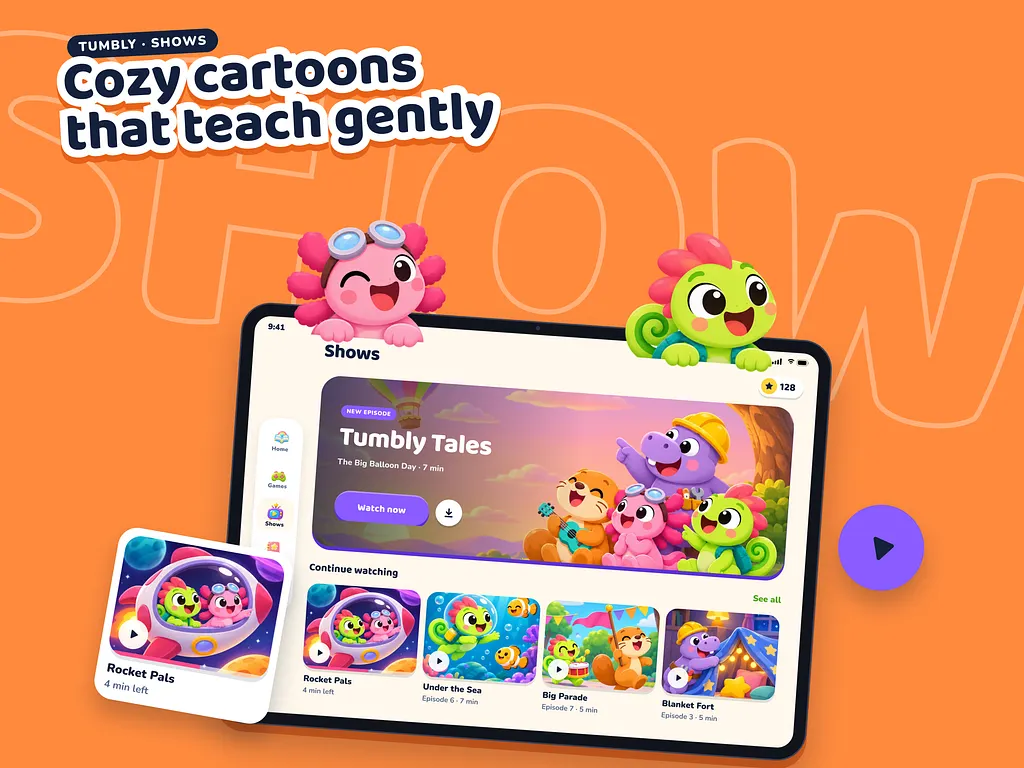 TUMBLY · SHOWS
Cozy cartoons
that teach gently
SHOW
9:41
Shows
128
NEW EPISODE
Tumbly Tales
The Big Balloon Day · 7 min
Watch now
Home
Games
Shows
Continue watching
See all
Rocket Pals
4 min left
Rocket Pals
4 min left
Under the Sea
Episode 6 · 7 min
Big Parade
Episode 7 · 5 min
Blanket Fort
Episode 3 · 5 min